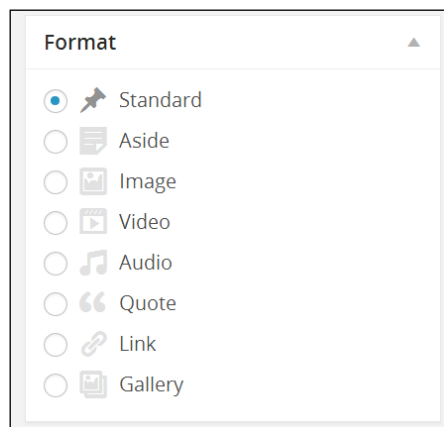 Format
Standard
Aside
Image
Video
Audio
Quote
Link
Gallery